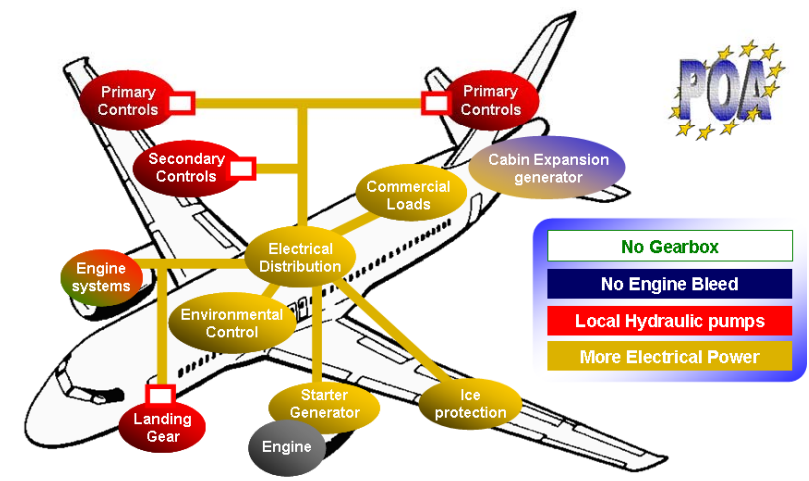 POA
Primary
Controls
Primary
Controls
Secondary
Controls
Cabin Expansion
generator
Commercial
Loads
Electrical
Distribution
Engine
systems
Environmental
Control
Starter
Generator
Ice
protection
Landing
Gear
Engine
No Gearbox
No Engine Bleed
Local Hydraulic pumps
More Electrical Power